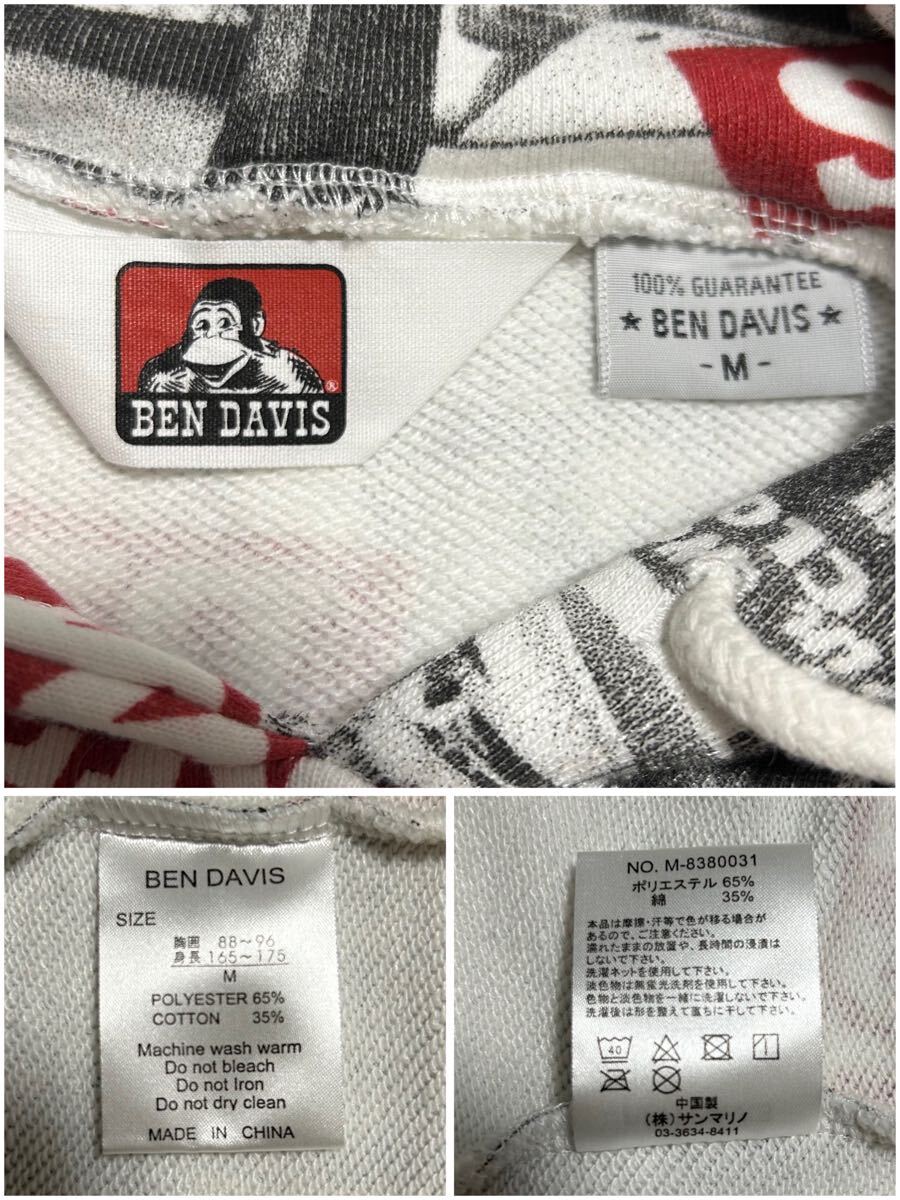 S
BEN DAVIS
100% GUARANTEE
★ BEN DAVIS ★
- M -
BEN DAVIS
SIZE
胸囲 88~96
身長 165~175
M
POLYESTER 65%
COTTON 35%
Machine wash warm
Do not bleach
Do not Iron
Do not dry clean
MADE IN CHINA
NO. M-8380031
ポリエステル 65%
綿 35%
本品は摩擦・汗等で色が移る場合が
あるので、ご注意ください。
濡れたままの放置や、長時間の浸漬は
しないで下さい。
洗濯ネットを使用して下さい。
淡色物は無蛍光洗剤を使用して下さい。
色物と淡色物を一緒に洗濯しないで下さい。
洗濯後は形を整えて直ちに干して下さい。
40
中国製
(株)サンマリノ
03-3634-8411